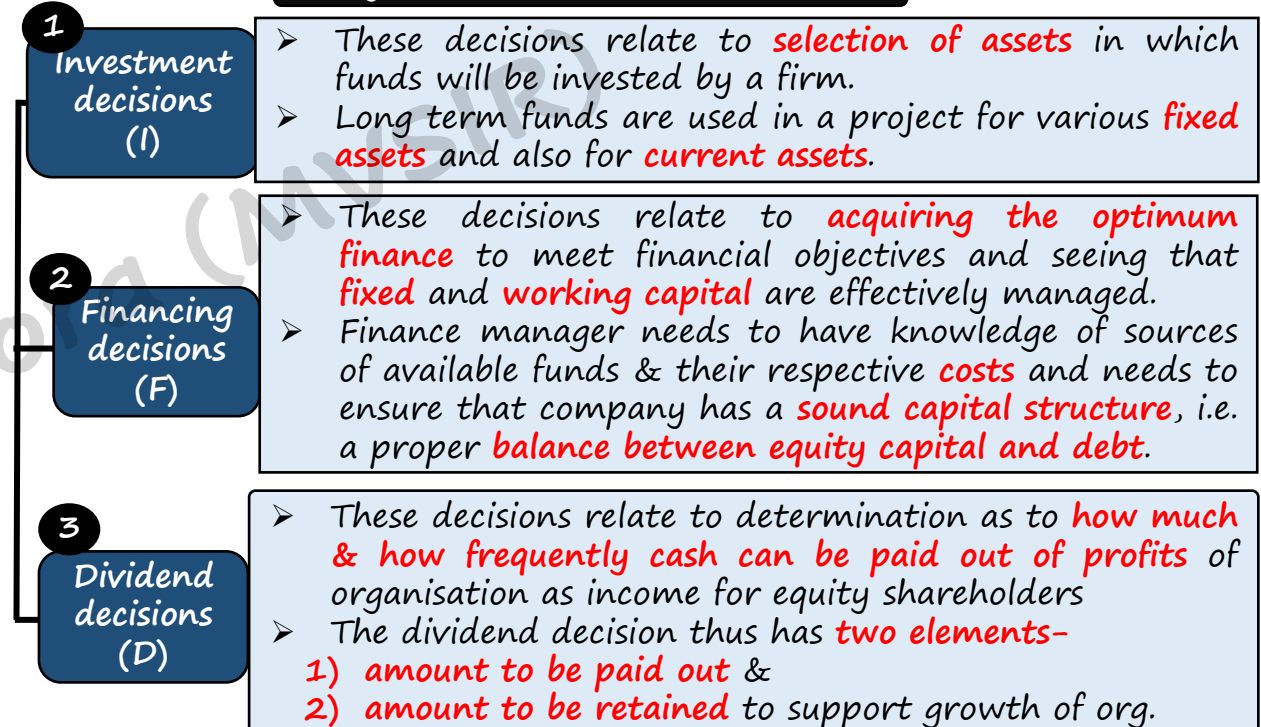 1
Investment
decisions
(I)
➢ These decisions relate to selection of assets in which
funds will be invested by a firm.
➢ Long term funds are used in a project for various fixed
assets and also for current assets.
2
Financing
decisions
(F)
➢ These decisions relate to acquiring the optimum
finance to meet financial objectives and seeing that
fixed and working capital are effectively managed.
➢ Finance manager needs to have knowledge of sources
of available funds & their respective costs and needs to
ensure that company has a sound capital structure, i.e.
a proper balance between equity capital and debt.
3
Dividend
decisions
(D)
➢ These decisions relate to determination as to how much
& how frequently cash can be paid out of profits of
organisation as income for equity shareholders
➢ The dividend decision thus has two elements-
1) amount to be paid out &
2) amount to be retained to support growth of org.
(MVSIR)